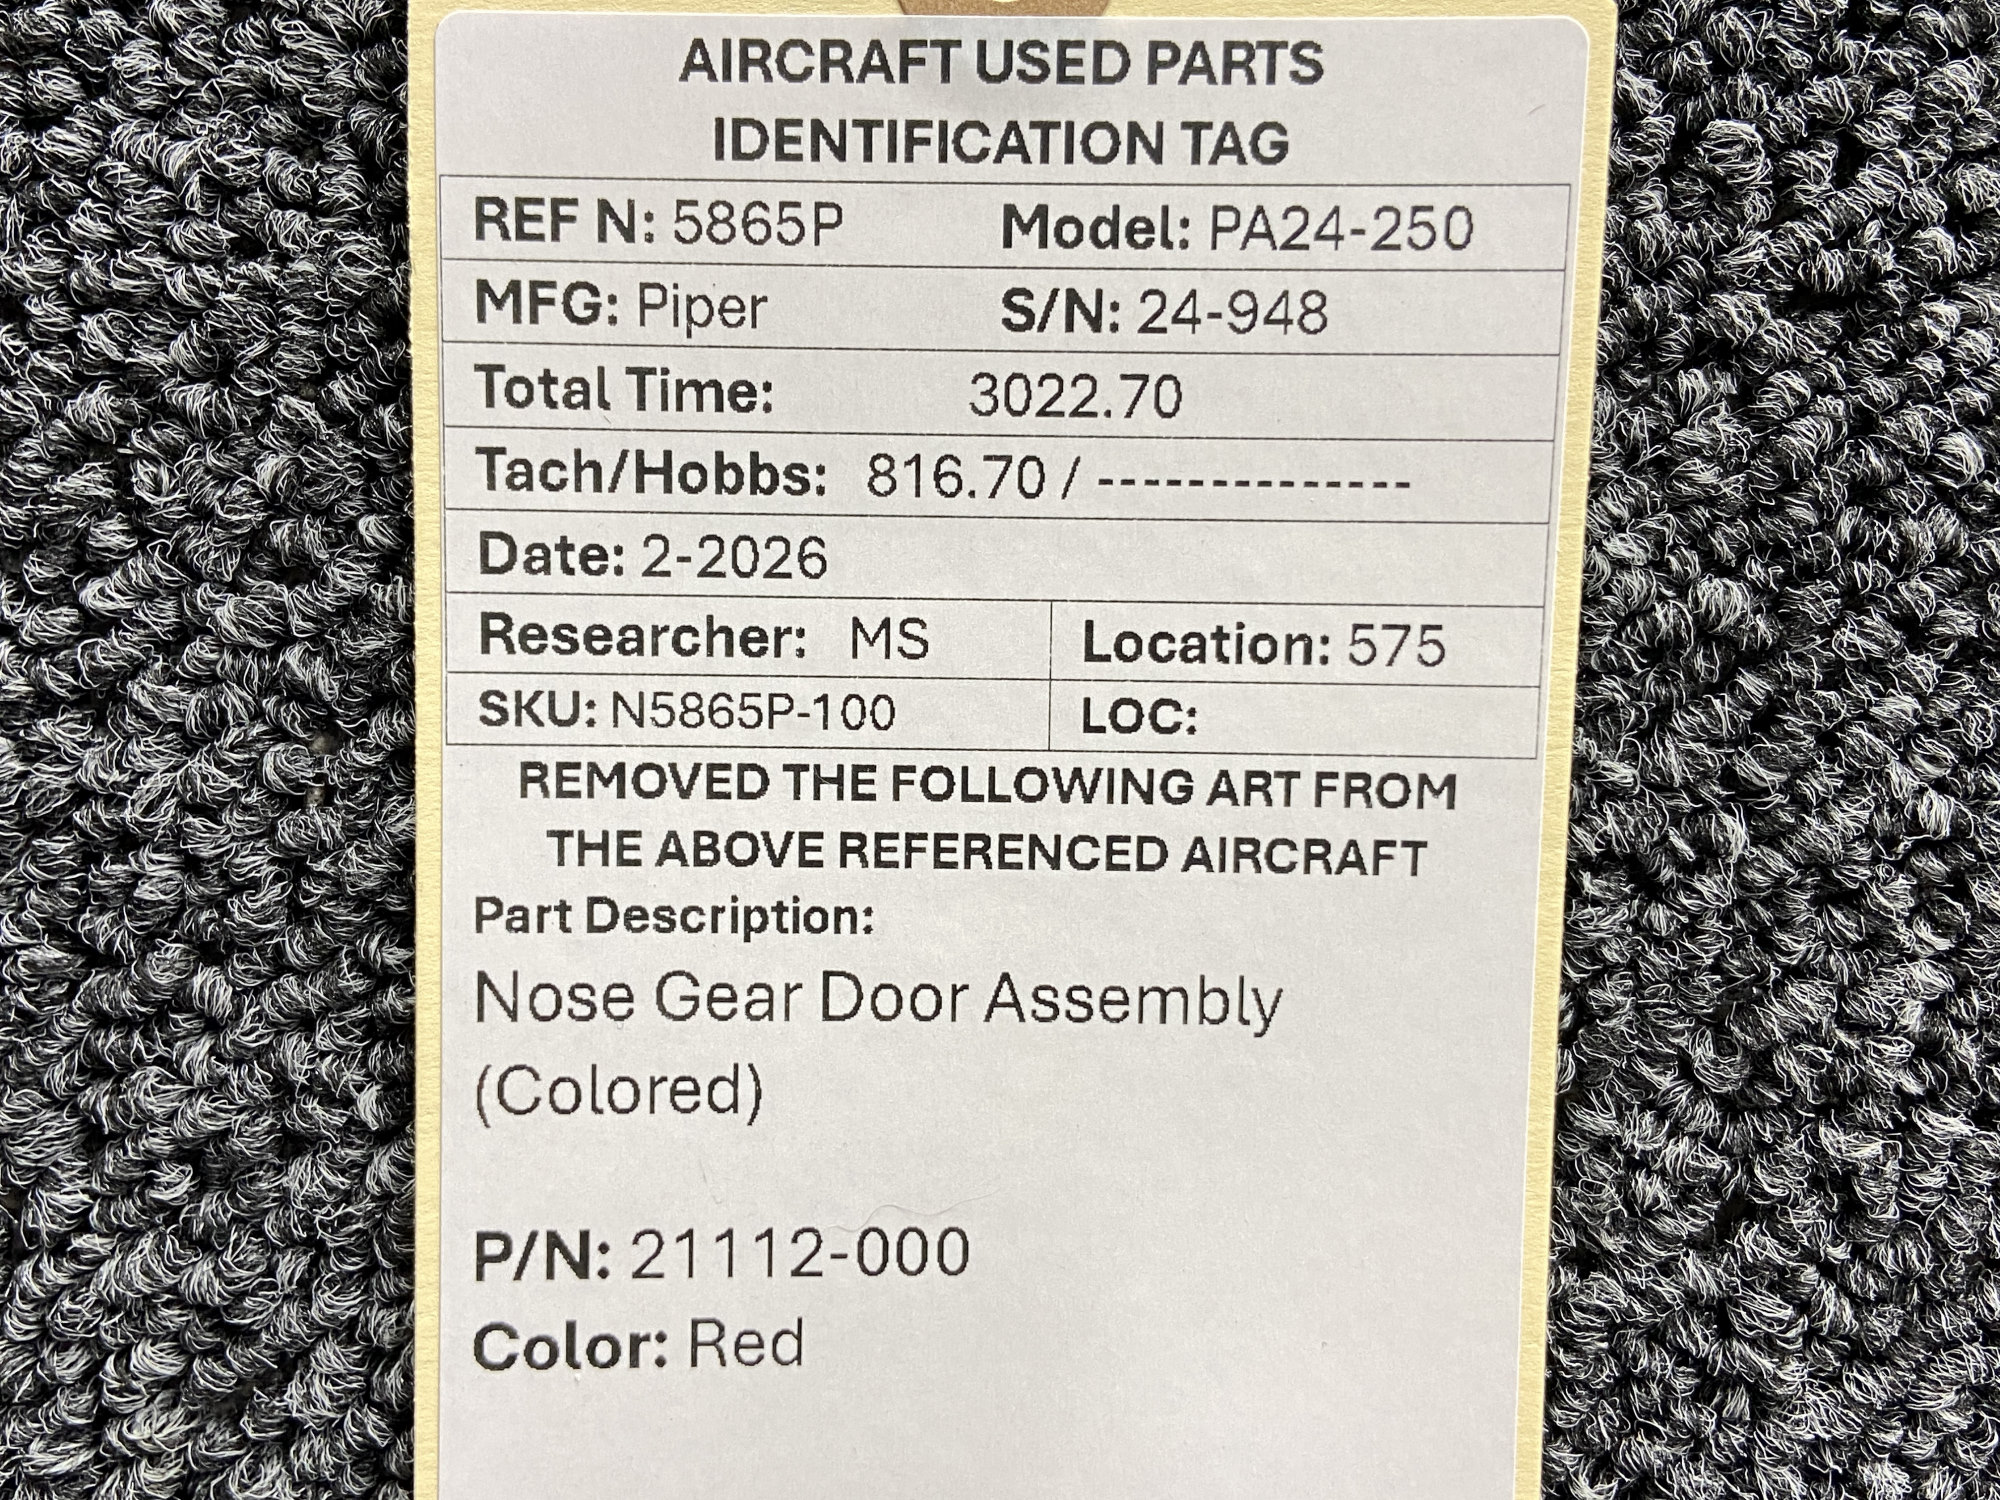 AIRCRAFT USED PARTS
IDENTIFICATION TAG
REF N: 5865P Model: PA24-250
MFG: Piper S/N: 24-948
Total Time: 3022.70
Tach/Hobbs: 816.70 / --------------
Date: 2-2026
Researcher: MS Location: 575
SKU: N5865P-100 LOC:
REMOVED THE FOLLOWING ART FROM
THE ABOVE REFERENCED AIRCRAFT
Part Description:
Nose Gear Door Assembly
(Colored)
P/N: 21112-000
Color: Red